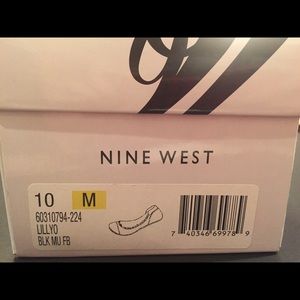 NINE WEST
10 M
60310794-224
LILLYO
BLK MU FB
7 40346 69978 9